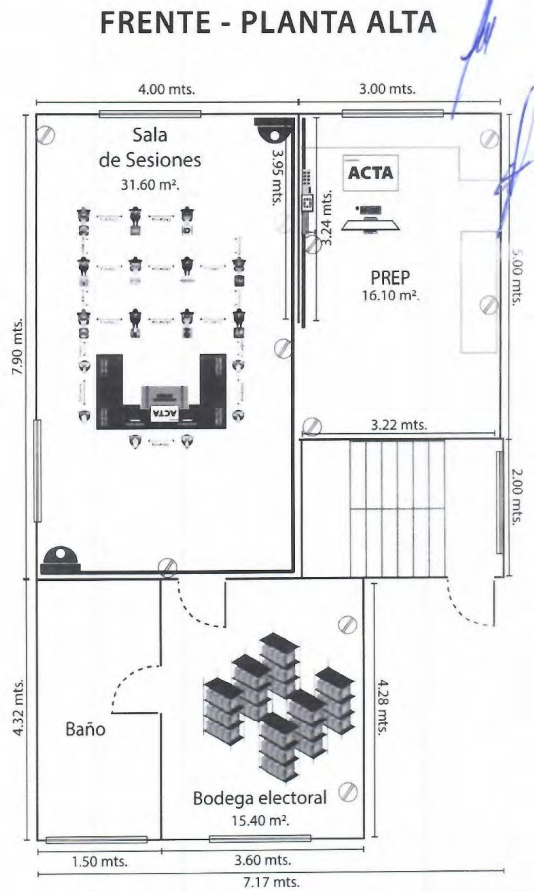 FRENTE - PLANTA ALTA
4.00 mts.
3.00 mts.
Sala
de Sesiones
31.60 m².
3.95 mts.
3.24 mts.
ACTA
PREP
16.10 m².
5.00 mts.
7.90 mts.
ACTA
3.22 mts.
2.00 mts.
4.32 mts.
Baño
4.28 mts.
Bodega electoral
15.40 m².
1.50 mts.
3.60 mts.
7.17 mts.